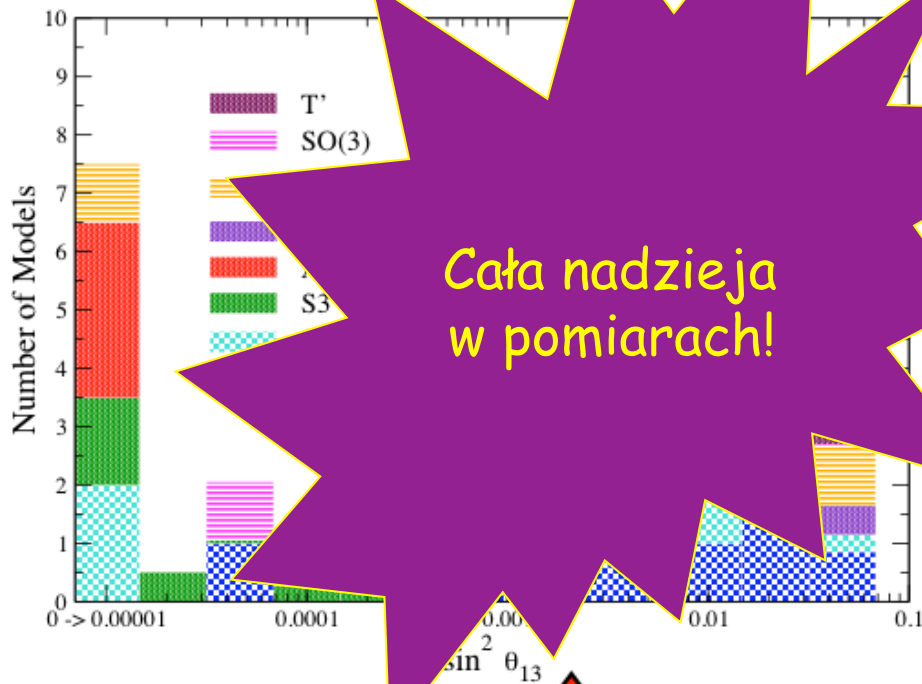 10
9
8
7
6
5
4
3
2
1
0
Number of Models
T'
SO(3)
S3
Cała nadzieja
w pomiarach!
0 -> 0.00001 0.0001 0.01 0.1
sin² θ₁₃